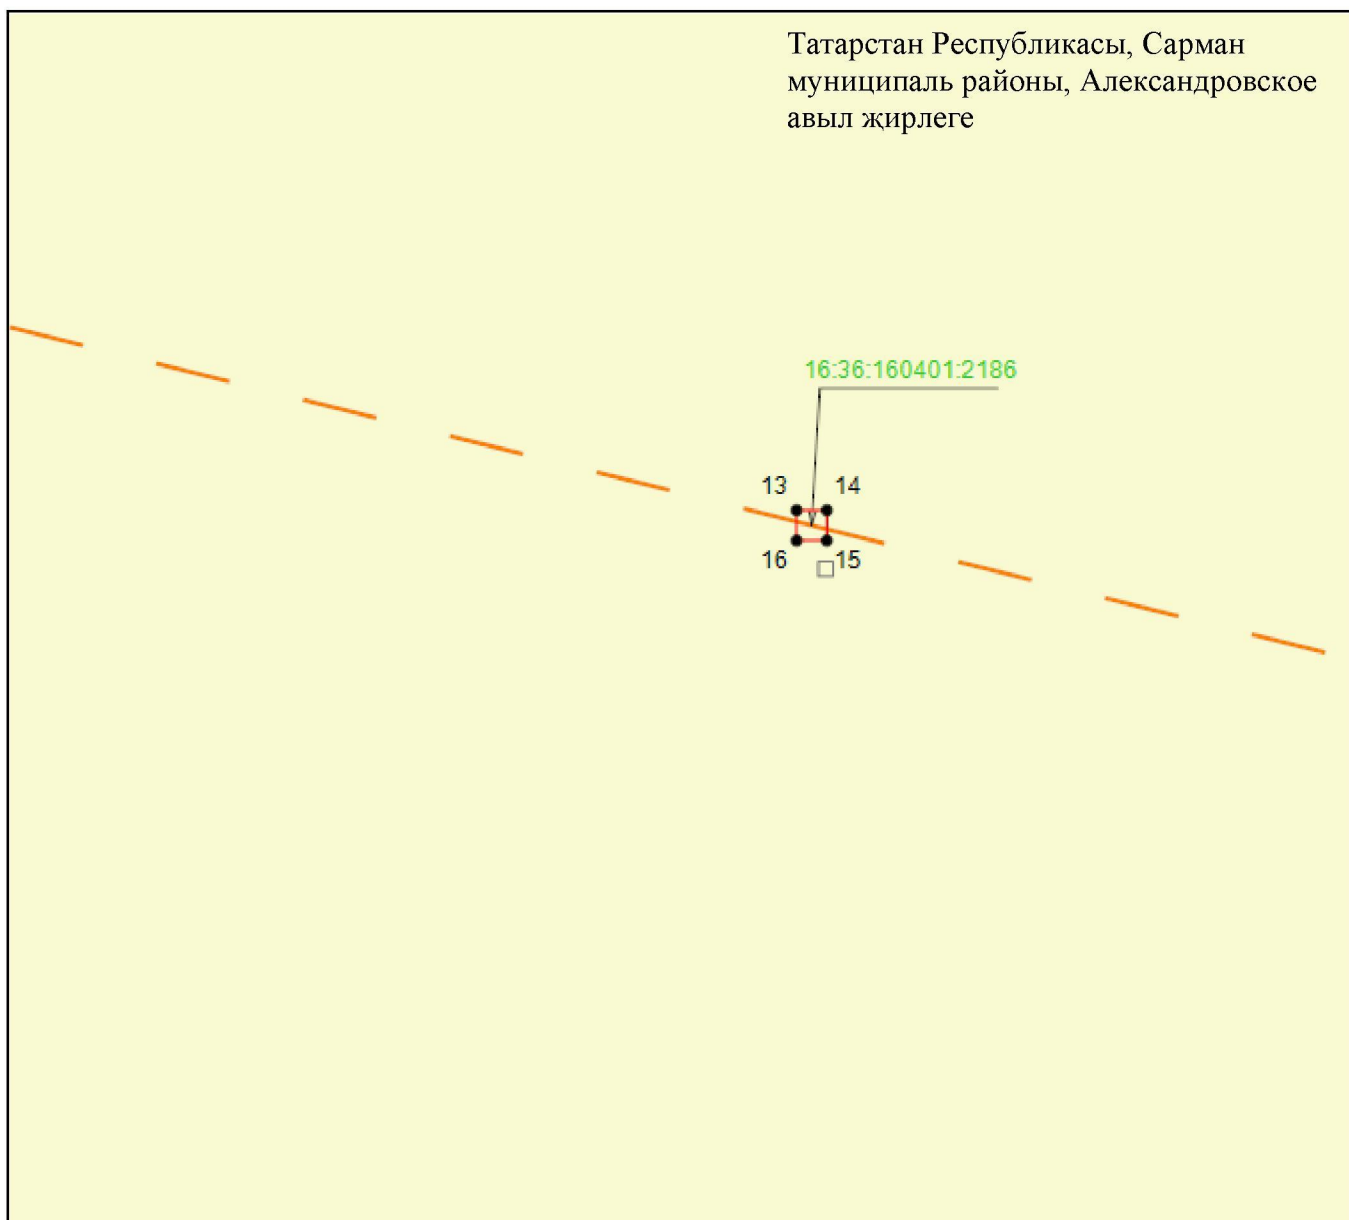 Татарстан Республикасы, Сарман
муниципаль районы, Александровское
авыл җирлеге
16:36:160401:2186
13 14
16 15